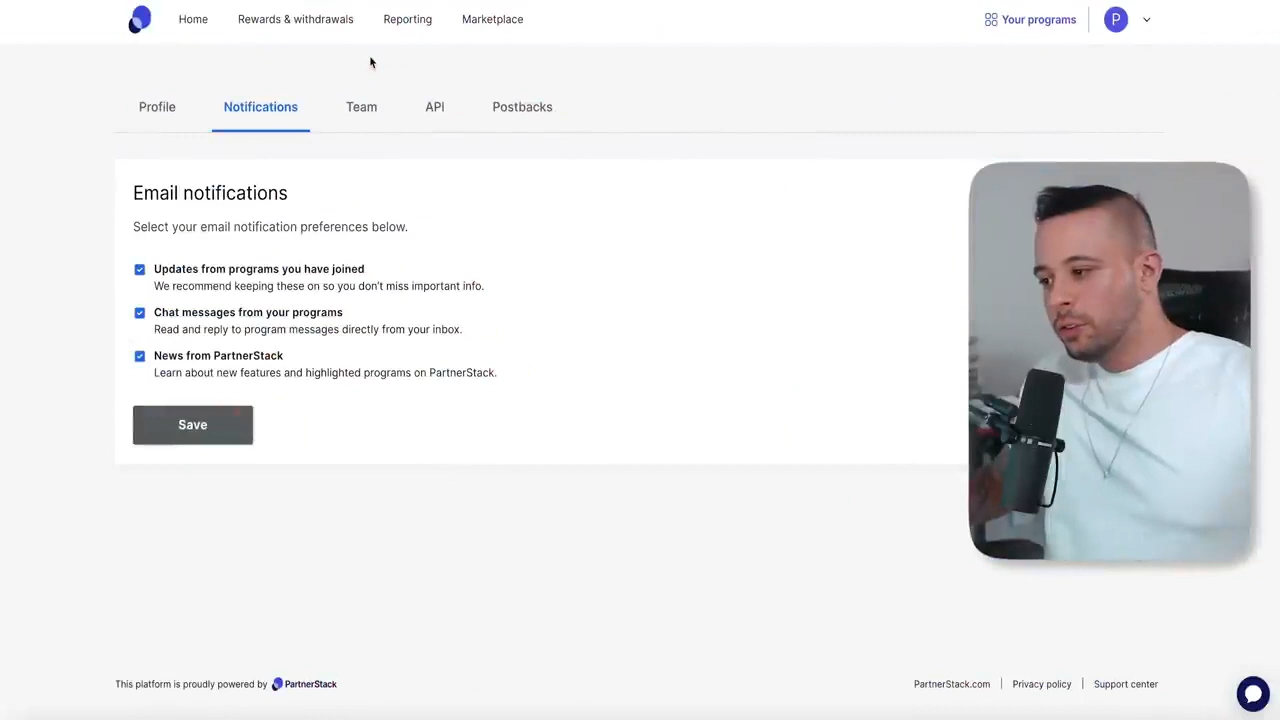 Home Rewards & withdrawals Reporting Marketplace Your programs P
Profile Notifications Team API Postbacks
Email notifications
Select your email notification preferences below.
Updates from programs you have joined
We recommend keeping these on so you don't miss important info.
Chat messages from your programs
Read and reply to program messages directly from your inbox.
News from PartnerStack
Learn about new features and highlighted programs on PartnerStack.
Save
This platform is proudly powered by PartnerStack PartnerStack.com Privacy policy Support center